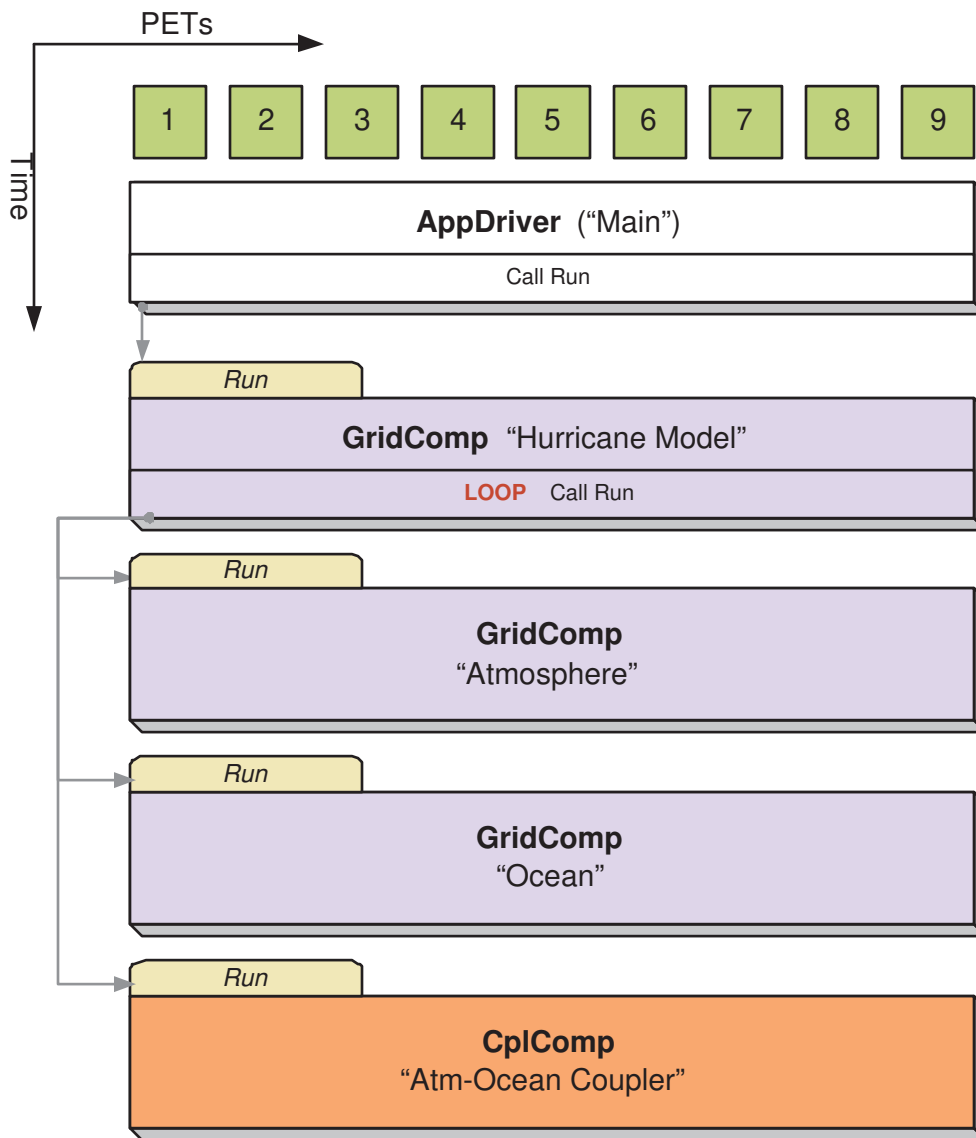 PETs
Time
1 2 3 4 5 6 7 8 9
AppDriver (“Main”)
Call Run
Run
GridComp “Hurricane Model”
LOOP Call Run
Run
GridComp
“Atmosphere”
Run
GridComp
“Ocean”
Run
CplComp
“Atm-Ocean Coupler”